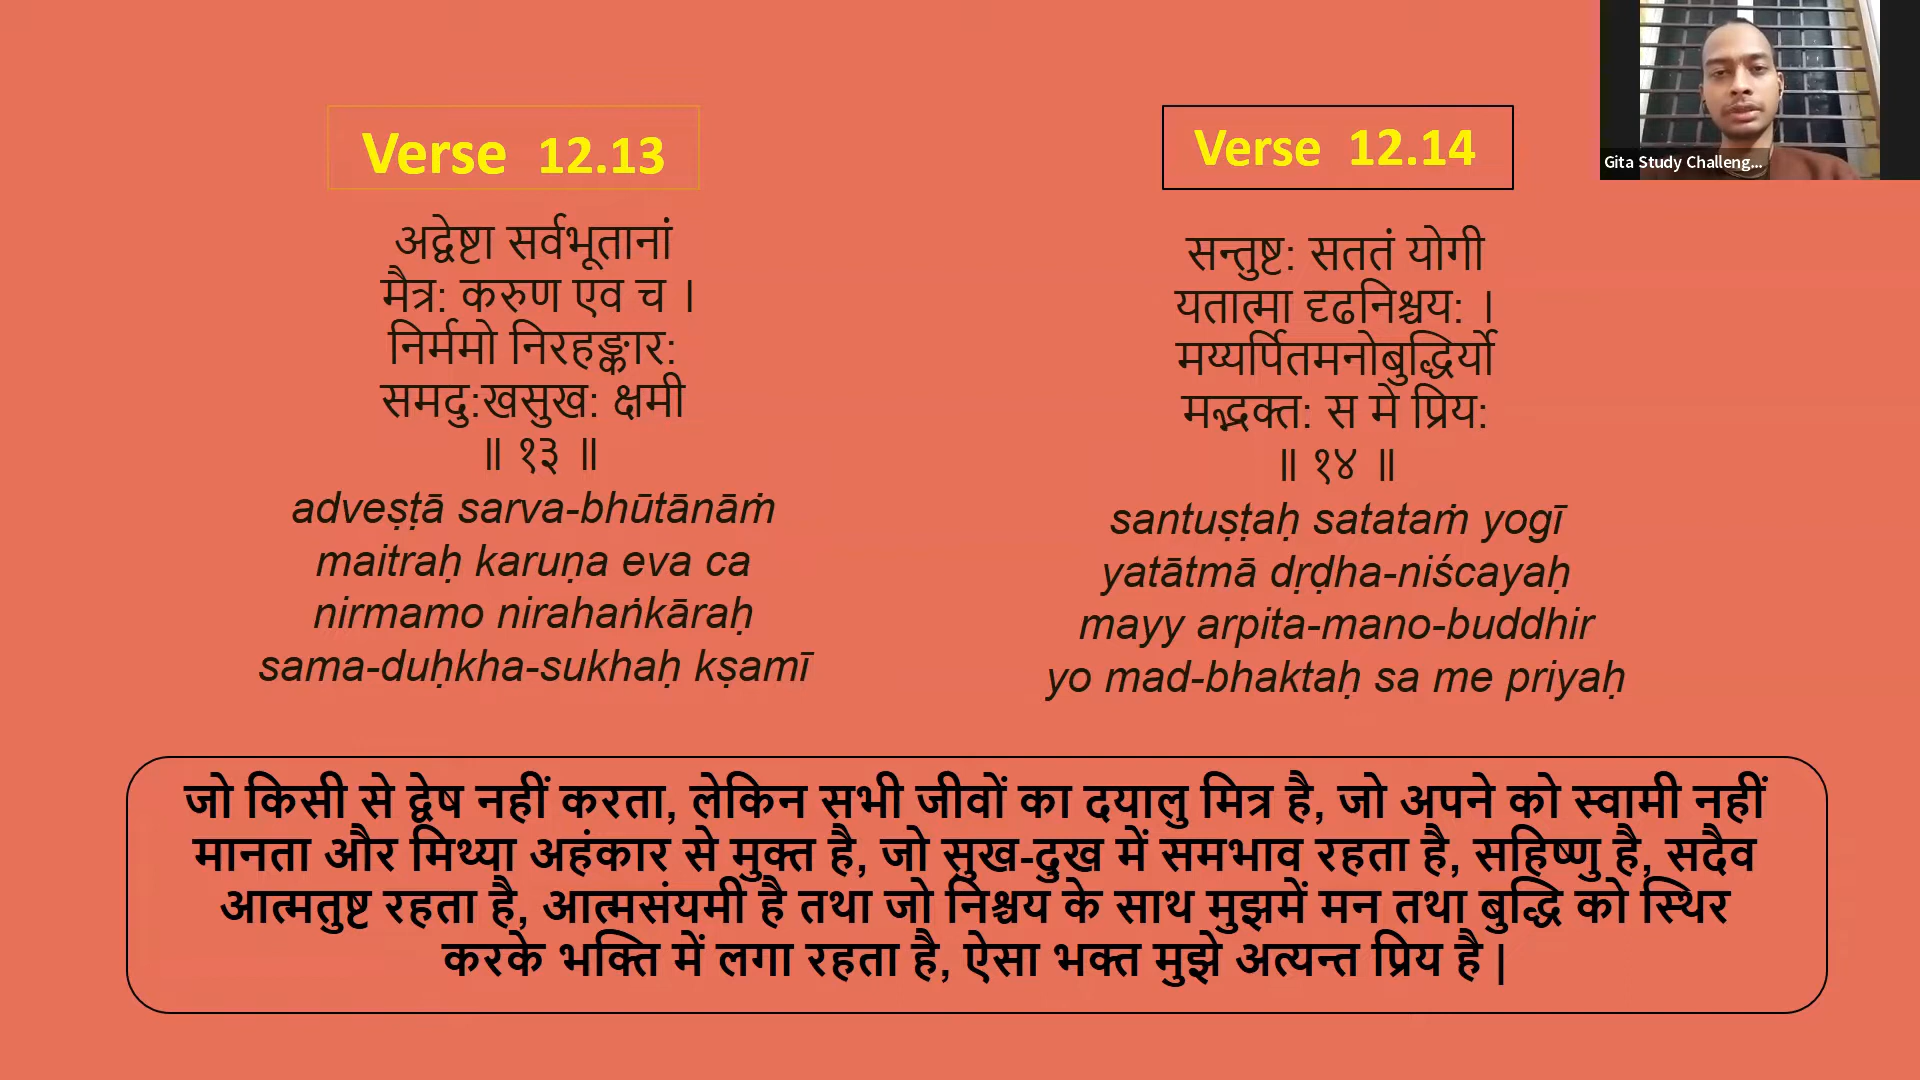 Verse 12.13
अद्वेष्टा सर्वभूतानां
मैत्र: करुण एव च ।
निर्ममो निरहङ्कार:
समदु:खसुख: क्षमी
॥ १३ ॥
adveṣṭā sarva-bhūtānāṁ
maitraḥ karuṇa eva ca
nirmamo nirahaṅkāraḥ
sama-duḥkha-sukhaḥ kṣamī
Verse 12.14
सन्तुष्ट: सततं योगी
यतात्मा दृढनिश्चय: ।
मय्यर्पितमनोबुद्धिर्यो
मद्भक्त: स मे प्रिय:
॥ १४ ॥
santuṣṭaḥ satataṁ yogī
yatātmā dṛḍha-niścayaḥ
mayy arpita-mano-buddhir
yo mad-bhaktaḥ sa me priyaḥ
Gita Study Challeng...
जो किसी से द्वेष नहीं करता, लेकिन सभी जीवों का दयालु मित्र है, जो अपने को स्वामी नहीं
मानता और मिथ्या अहंकार से मुक्त है, जो सुख-दुख में समभाव रहता है, सहिष्णु है, सदैव
आत्मतुष्ट रहता है, आत्मसंयमी है तथा जो निश्चय के साथ मुझमें मन तथा बुद्धि को स्थिर
करके भक्ति में लगा रहता है, ऐसा भक्त मुझे अत्यन्त प्रिय है |